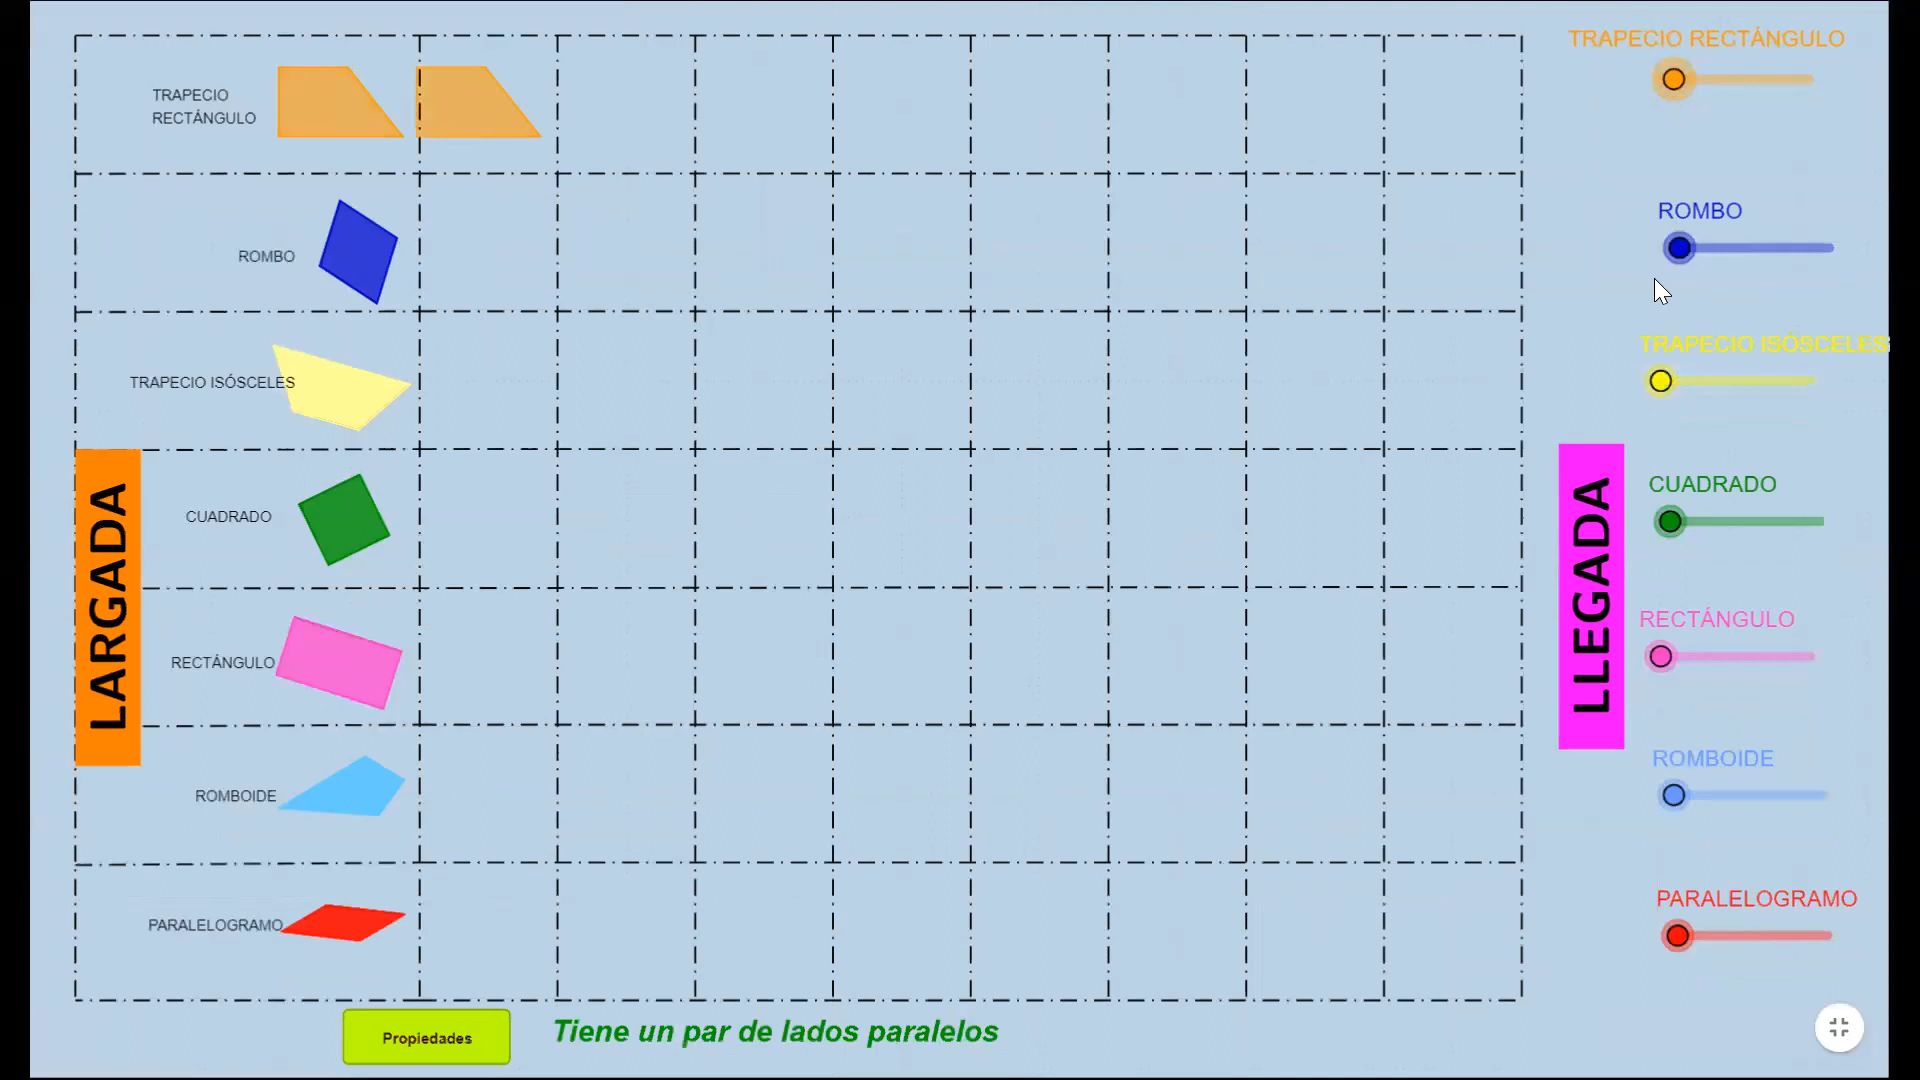 TRAPECIO RECTÁNGULO
TRAPECIO
RECTÁNGULO
ROMBO
ROMBO
TRAPECIO ISÓSCELES
TRAPECIO ISÓSCELES
LARGADA
LLEGADA
CUADRADO
CUADRADO
RECTÁNGULO
RECTÁNGULO
ROMBOIDE
ROMBOIDE
PARALELOGRAMO
PARALELOGRAMO
Propiedades
Tiene un par de lados paralelos